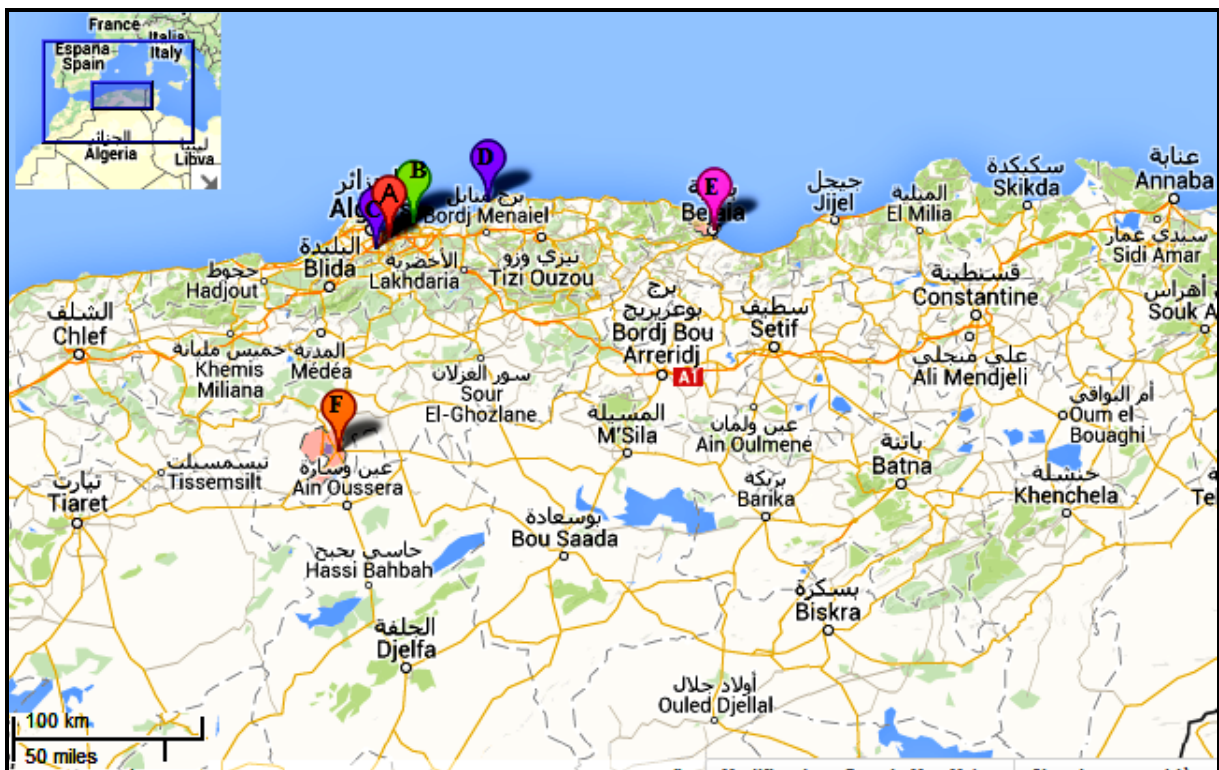 France
Italia
Italy
España
Spain
الجزائر
Algeria
ليبيا
Libya
D
B
A
C
E
F
برج منايل
Bordj Menaiel
Bejaia
جيجل
Jijel
الميلية
El Milia
سكيكدة
Skikda
عنابة
Annaba
سيدي عمار
Sidi Amar
البليدة
Blida
الأخضرية
Lakhdaria
تيزي وزو
Tizi Ouzou
حجوط
Hadjout
قسنطينة
Constantine
أهراس
Souk A
الشلف
Chlef
برج
بوعريريج
Bordj Bou
Arreridj
سطيف
Setif
A1
خميس مليانة
Khemis
Miliana
المدية
Médéa
سور الغزلان
Sour
El-Ghozlane
علي منجلي
Ali Mendjeli
أم البواقي
Oum el
Bouaghi
المسيلة
M'Sila
عين ولمان
Ain Oulmene
باتنة
Batna
تيسمسيلت
Tissemsilt
عين وسارة
Ain Oussera
تيارت
Tiaret
بريكة
Barika
خنشلة
Khenchela
Te
بوسعادة
Bou Saada
حاسي بحبح
Hassi Bahbah
بسكرة
Biskra
الجلفة
Djelfa
أولاد جلال
Ouled Djellal
100 km
50 miles